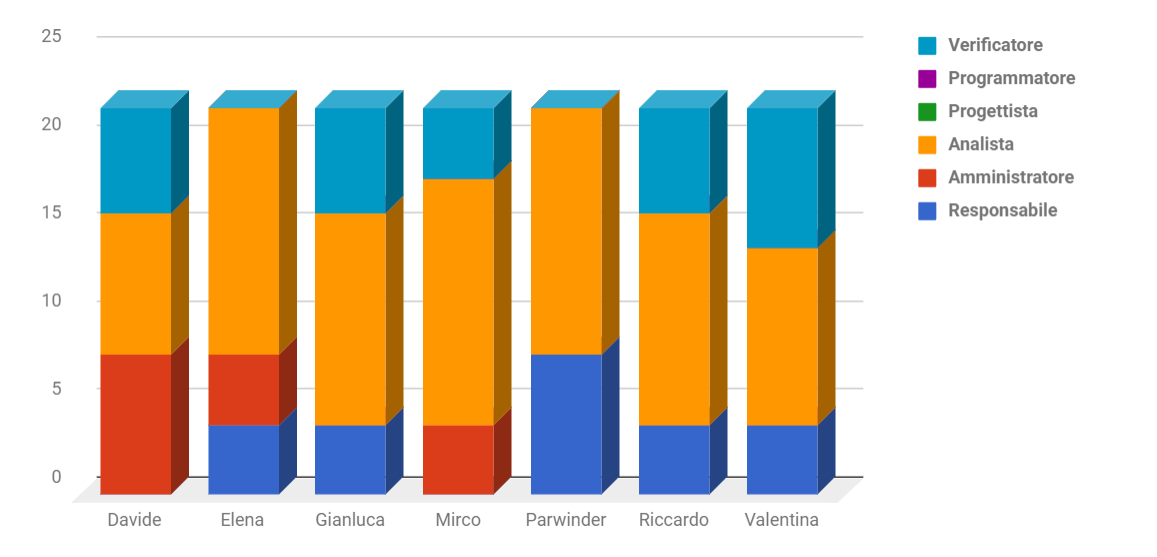 25
20
15
10
5
0
Davide Elena Gianluca Mirco Parwinder Riccardo Valentina
Verificatore
Programmatore
Progettista
Analista
Amministratore
Responsabile